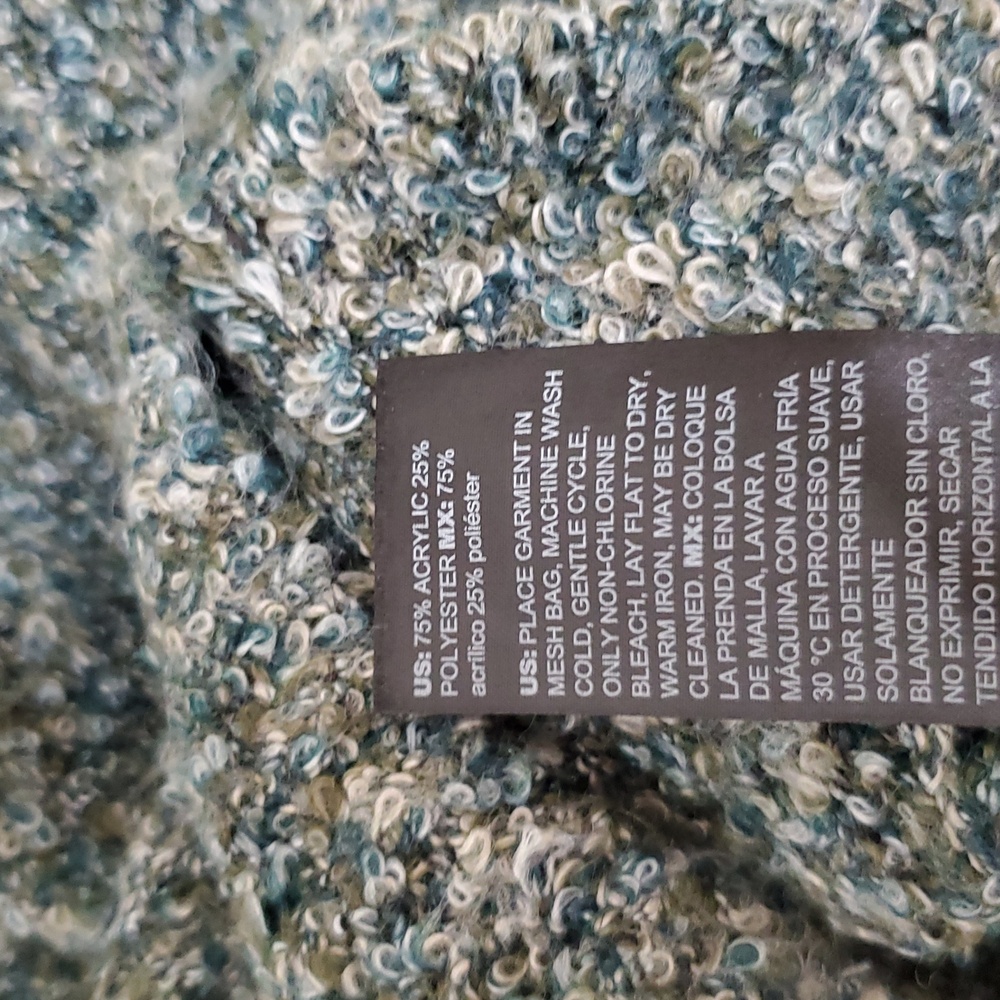 US: 75% ACRYLIC 25%
POLYESTER MX: 75%
acrílico 25% poliéster
US: PLACE GARMENT IN
MESH BAG, MACHINE WASH
COLD, GENTLE CYCLE,
ONLY NON-CHLORINE
BLEACH, LAY FLAT TO DRY,
WARM IRON, MAY BE DRY
CLEANED. MX: COLOQUE
LA PRENDA EN LA BOLSA
DE MALLA, LAVAR A
MÁQUINA CON AGUA FRÍA
30 °C EN PROCESO SUAVE,
USAR DETERGENTE, USAR
SOLAMENTE
BLANQUEADOR SIN CLORO,
NO EXPRIMIR, SECAR
TENDIDO HORIZONTAL A LA